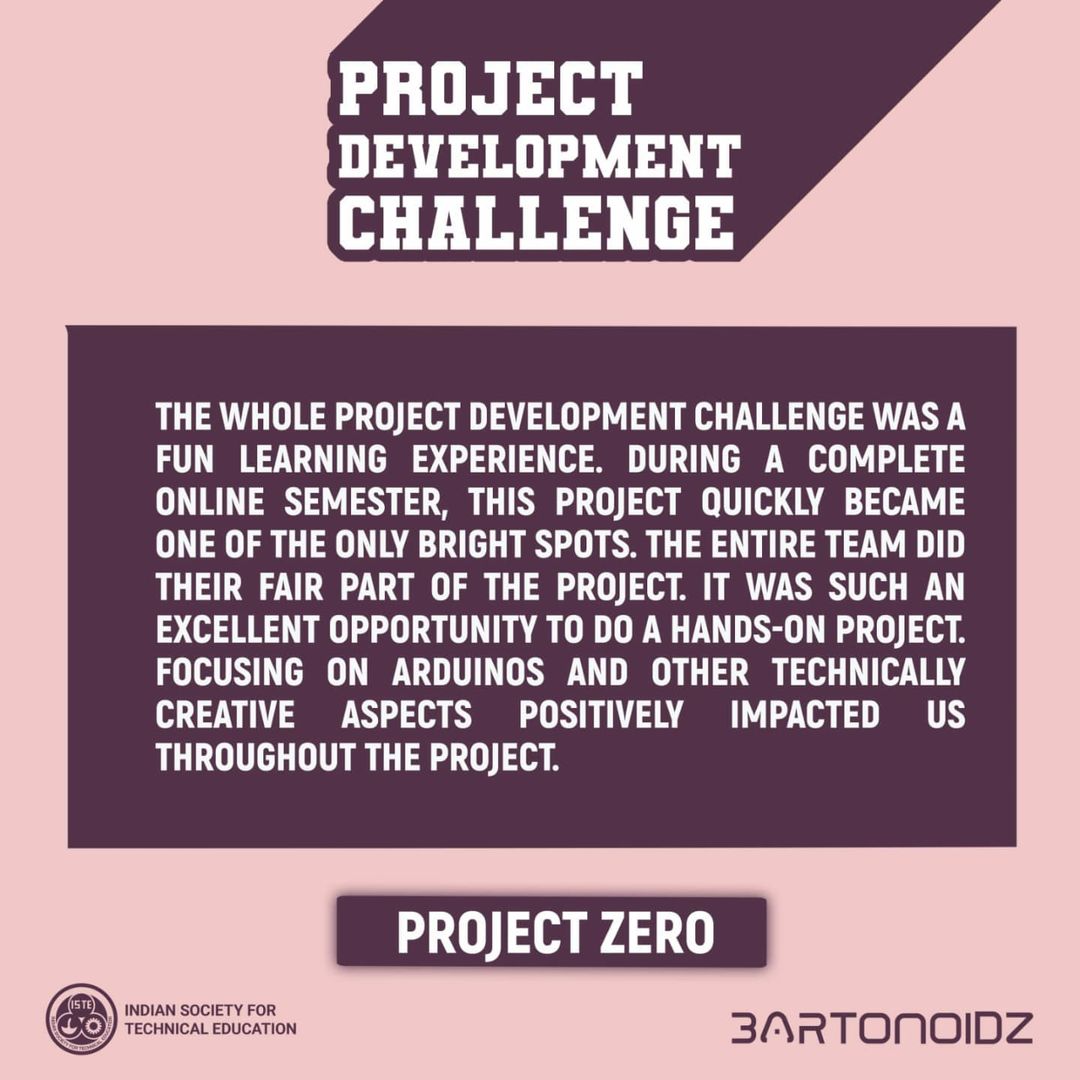 PROJECT
DEVELOPMENT
CHALLENGE
THE WHOLE PROJECT DEVELOPMENT CHALLENGE WAS A
FUN LEARNING EXPERIENCE. DURING A COMPLETE
ONLINE SEMESTER, THIS PROJECT QUICKLY BECAME
ONE OF THE ONLY BRIGHT SPOTS. THE ENTIRE TEAM DID
THEIR FAIR PART OF THE PROJECT. IT WAS SUCH AN
EXCELLENT OPPORTUNITY TO DO A HANDS-ON PROJECT.
FOCUSING ON ARDUINOS AND OTHER TECHNICALLY
CREATIVE ASPECTS POSITIVELY IMPACTED US
THROUGHOUT THE PROJECT.
PROJECT ZERO
ISTE
INDIAN SOCIETY FOR
TECHNICAL EDUCATION
BARTONOIDZ